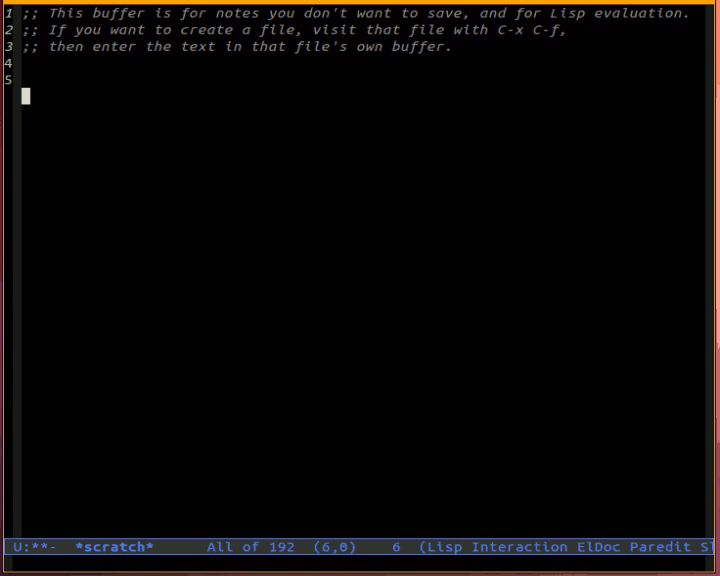 1 ;; This buffer is for notes you don't want to save, and for Lisp evaluation.
2 ;; If you want to create a file, visit that file with C-x C-f,
3 ;; then enter the text in that file's own buffer.
4
5
U:**-  *scratch*      All of 192  (6,0)    6  (Lisp Interaction ElDoc Paredit